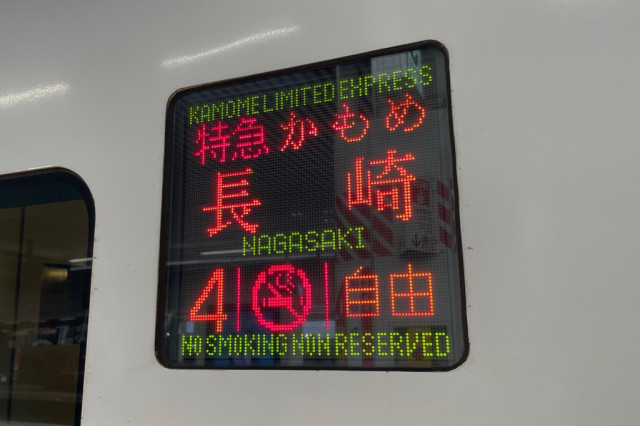 KAMOME LIMITED EXPRESS
特急 かもめ
長崎
NAGASAKI
4 自由
NO SMOKING NON RESERVED